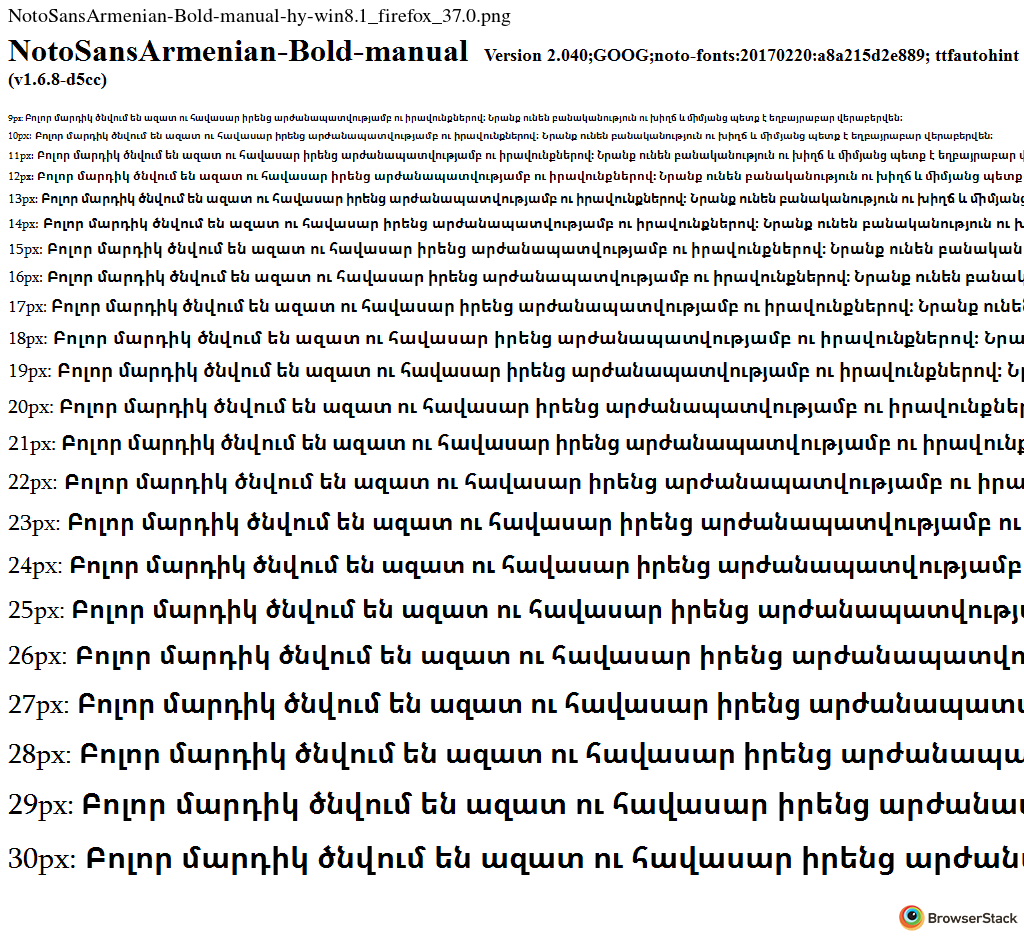 NotoSansArmenian-Bold-manual-hy-win8.1_firefox_37.0.png
NotoSansArmenian-Bold-manual Version 2.040;GOOG;noto-fonts:20170220:a8a215d2e889; ttfautohint
(v1.6.8-d5cc)
9px: Բոլոր մարդիկ ծնվում են ազատ ու հավասար իրենց արժանապատվությամբ ու իրավունքներով: Նրանք ունեն բանականություն ու խիղճ և միմյանց պետք է եղբայրաբար վերաբերվեն:
10px: Բոլոր մարդիկ ծնվում են ազատ ու հավասար իրենց արժանապատվությամբ ու իրավունքներով: Նրանք ունեն բանականություն ու խիղճ և միմյանց պետք է եղբայրաբար վերաբերվեն:
11px: Բոլոր մարդիկ ծնվում են ազատ ու հավասար իրենց արժանապատվությամբ ու իրավունքներով: Նրանք ունեն բանականություն ու խիղճ և միմյանց պետք է եղբայրաբար վ
12px: Բոլոր մարդիկ ծնվում են ազատ ու հավասար իրենց արժանապատվությամբ ու իրավունքներով: Նրանք ունեն բանականություն ու խիղճ և միմյանց պետք
13px: Բոլոր մարդիկ ծնվում են ազատ ու հավասար իրենց արժանապատվությամբ ու իրավունքներով: Նրանք ունեն բանականություն ու խիղճ և միմյանց
14px: Բոլոր մարդիկ ծնվում են ազատ ու հավասար իրենց արժանապատվությամբ ու իրավունքներով: Նրանք ունեն բանականություն ու խ
15px: Բոլոր մարդիկ ծնվում են ազատ ու հավասար իրենց արժանապատվությամբ ու իրավունքներով: Նրանք ունեն բանական
16px: Բոլոր մարդիկ ծնվում են ազատ ու հավասար իրենց արժանապատվությամբ ու իրավունքներով: Նրանք ունեն բանակ
17px: Բոլոր մարդիկ ծնվում են ազատ ու հավասար իրենց արժանապատվությամբ ու իրավունքներով: Նրանք ունեն
18px: Բոլոր մարդիկ ծնվում են ազատ ու հավասար իրենց արժանապատվությամբ ու իրավունքներով: Նրա
19px: Բոլոր մարդիկ ծնվում են ազատ ու հավասար իրենց արժանապատվությամբ ու իրավունքներով: Նր
20px: Բոլոր մարդիկ ծնվում են ազատ ու հավասար իրենց արժանապատվությամբ ու իրավունքներ
21px: Բոլոր մարդիկ ծնվում են ազատ ու հավասար իրենց արժանապատվությամբ ու իրավունք
22px: Բոլոր մարդիկ ծնվում են ազատ ու հավասար իրենց արժանապատվությամբ ու իրա
23px: Բոլոր մարդիկ ծնվում են ազատ ու հավասար իրենց արժանապատվությամբ ու
24px: Բոլոր մարդիկ ծնվում են ազատ ու հավասար իրենց արժանապատվությամբ
25px: Բոլոր մարդիկ ծնվում են ազատ ու հավասար իրենց արժանապատվությ
26px: Բոլոր մարդիկ ծնվում են ազատ ու հավասար իրենց արժանապատվո
27px: Բոլոր մարդիկ ծնվում են ազատ ու հավասար իրենց արժանապատվ
28px: Բոլոր մարդիկ ծնվում են ազատ ու հավասար իրենց արժանապա
29px: Բոլոր մարդիկ ծնվում են ազատ ու հավասար իրենց արժանա
30px: Բոլոր մարդիկ ծնվում են ազատ ու հավասար իրենց արժան
BrowserStack